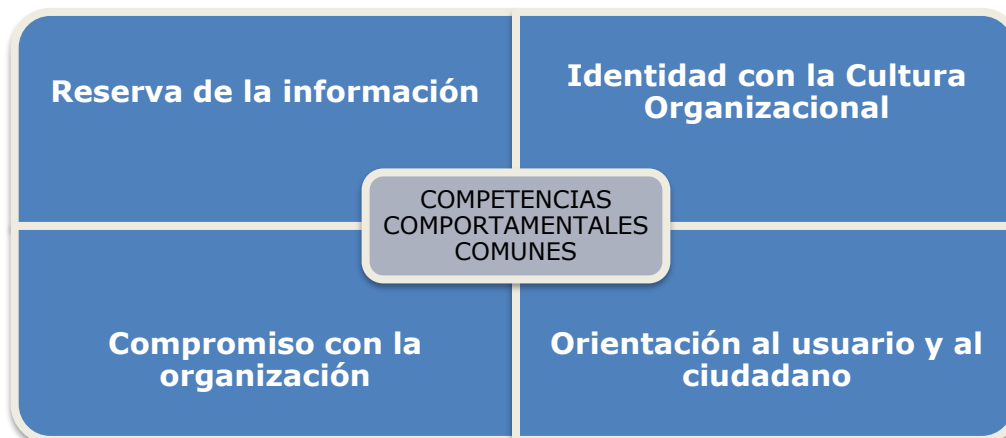 Reserva de la información
Identidad con la Cultura
Organizacional
COMPETENCIAS
COMPORTAMENTALES
COMUNES
Compromiso con la
organización
Orientación al usuario y al
ciudadano